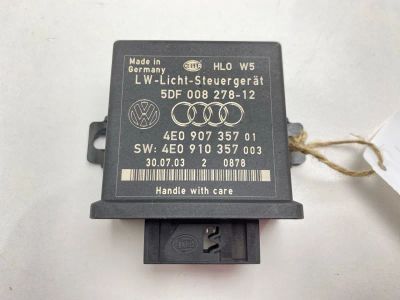 Made in
Germany
HLO W5
LW-Licht-Steuergerät
5DF 008 278-12
4E0 907 357 01
SW: 4E0 910 357 003
30.07.03 2 0878
Handle with care